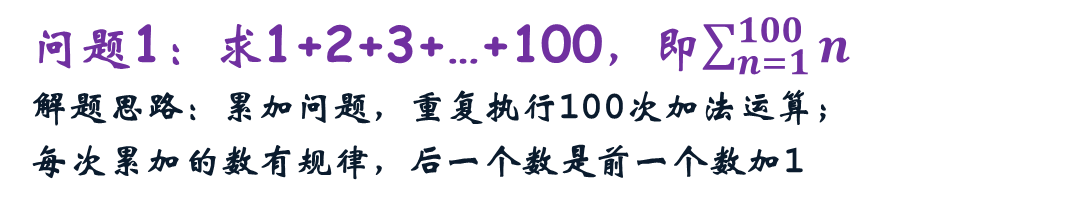 问题1：求1+2+3+…+100，即∑_{n=1}^{100} n
解题思路：累加问题，重复执行100次加法运算；
每次累加的数有规律，后一个数是前一个数加1